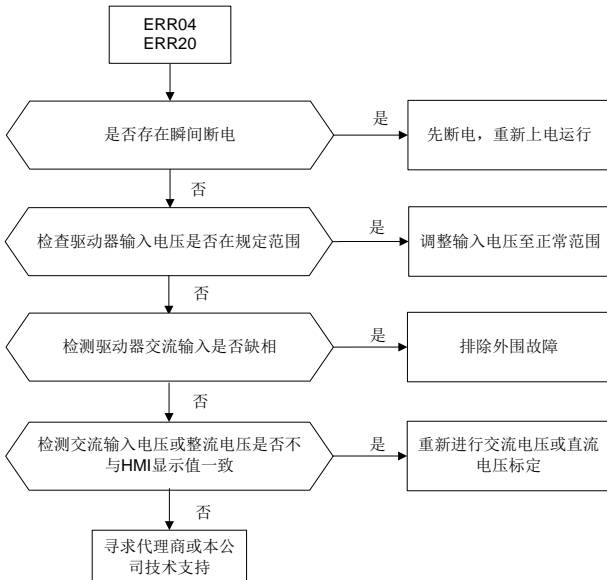 ERR04
ERR20
是否存在瞬间断电
是
先断电，重新上电运行
否
检查驱动器输入电压是否在规定范围
是
调整输入电压至正常范围
否
检测驱动器交流输入是否缺相
是
排除外围故障
否
检测交流输入电压或整流电压是否不
与HMI显示值一致
是
重新进行交流电压或直流
电压标定
否
寻求代理商或本公
司技术支持